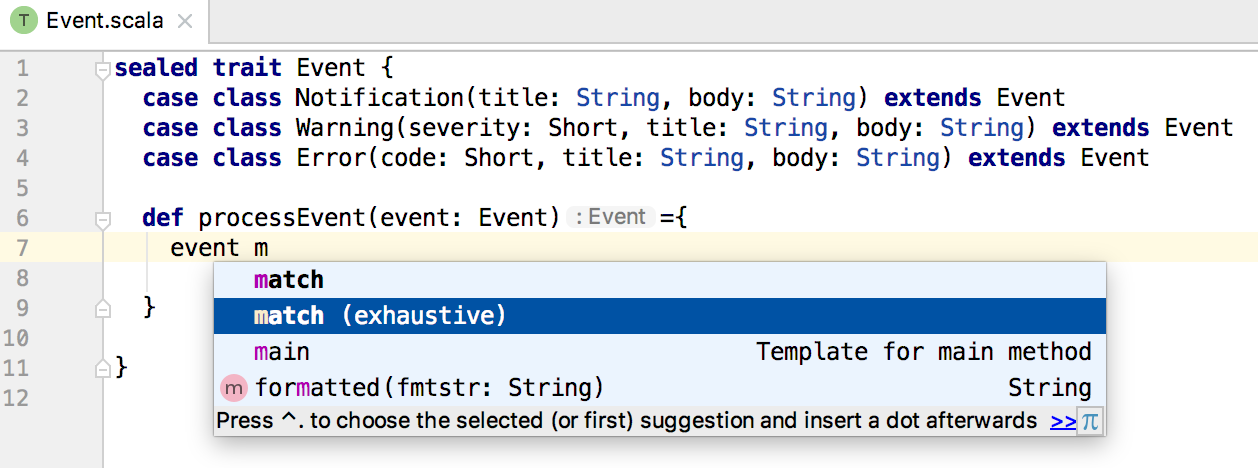 T Event.scala
1 sealed trait Event {
2 case class Notification(title: String, body: String) extends Event
3 case class Warning(severity: Short, title: String, body: String) extends Event
4 case class Error(code: Short, title: String, body: String) extends Event
5
6 def processEvent(event: Event) : Event ={
7 event m
8 match
9 } match (exhaustive)
10 main Template for main method
11 } m formatted(fmtstr: String) String
12 Press ^. to choose the selected (or first) suggestion and insert a dot afterwards >> π